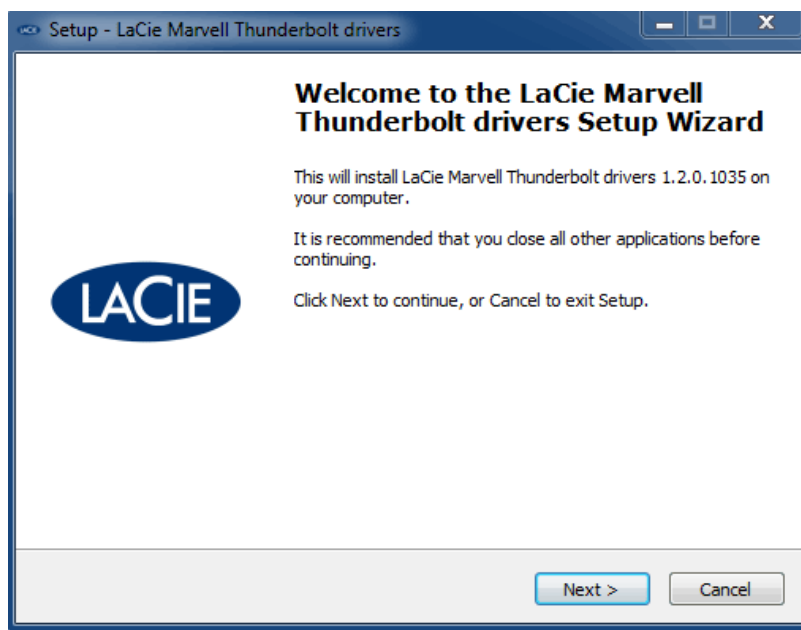 Setup - LaCie Marvell Thunderbolt drivers
Welcome to the LaCie Marvell
Thunderbolt drivers Setup Wizard
This will install LaCie Marvell Thunderbolt drivers 1.2.0.1035 on
your computer.
It is recommended that you close all other applications before
continuing.
LACIE
Click Next to continue, or Cancel to exit Setup.
Next >
Cancel